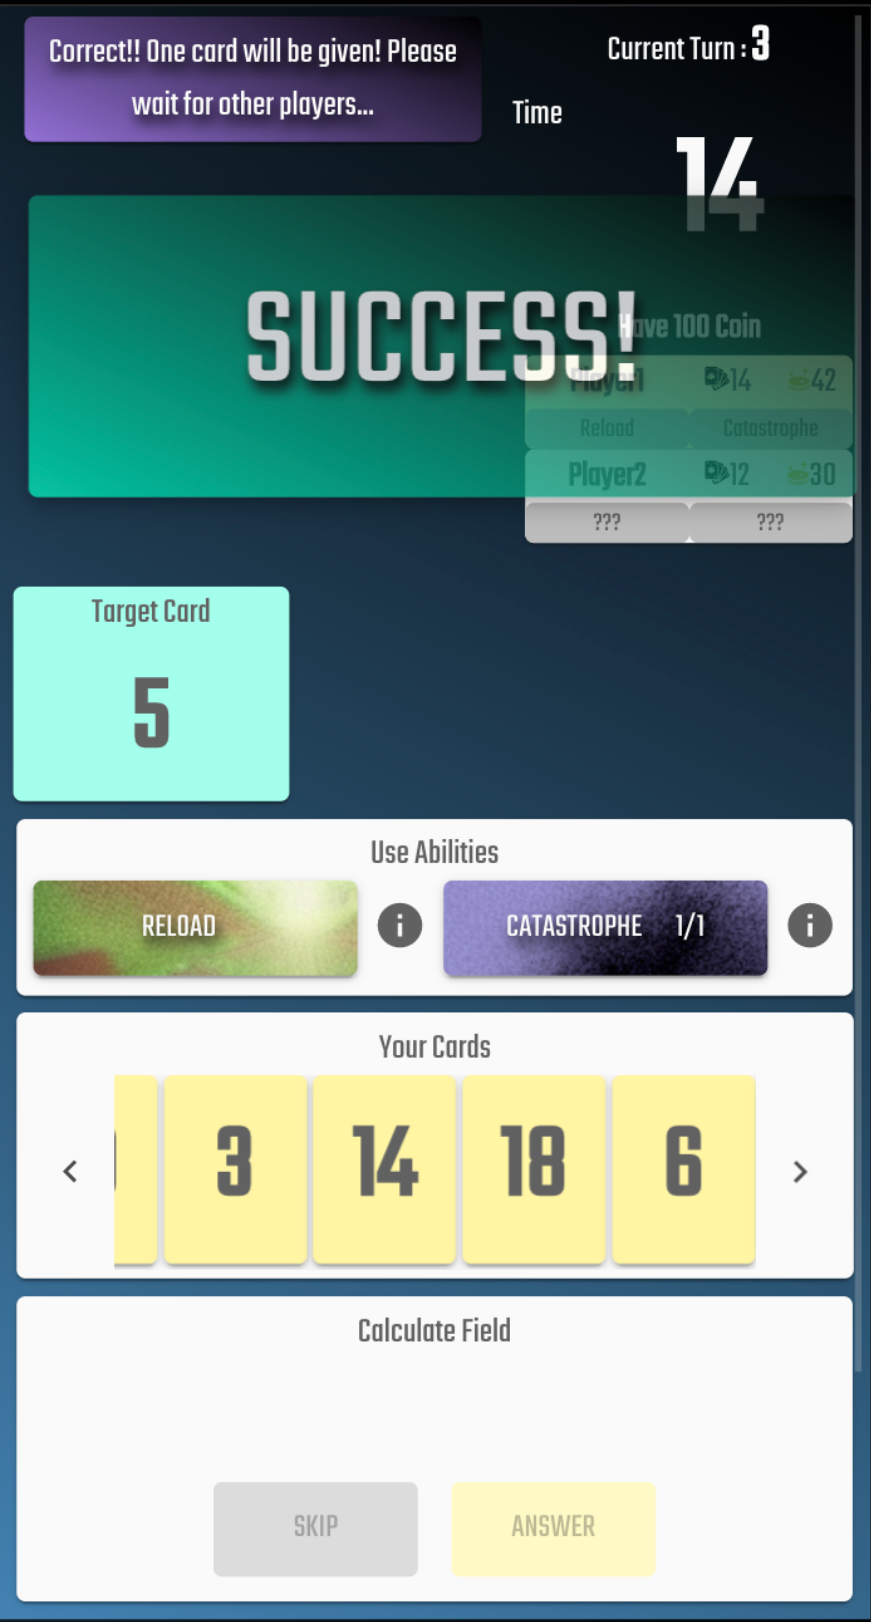 Correct!! One card will be given! Please
wait for other players...
Current Turn : 3
Time
14
SUCCESS!
Have 100 Coin
Player1 14 42
Reload Catastrophe
Player2 12 30
??? ???
Target Card
5
Use Abilities
RELOAD CATASTROPHE 1/1
Your Cards
3 14 18 6
Calculate Field
SKIP ANSWER